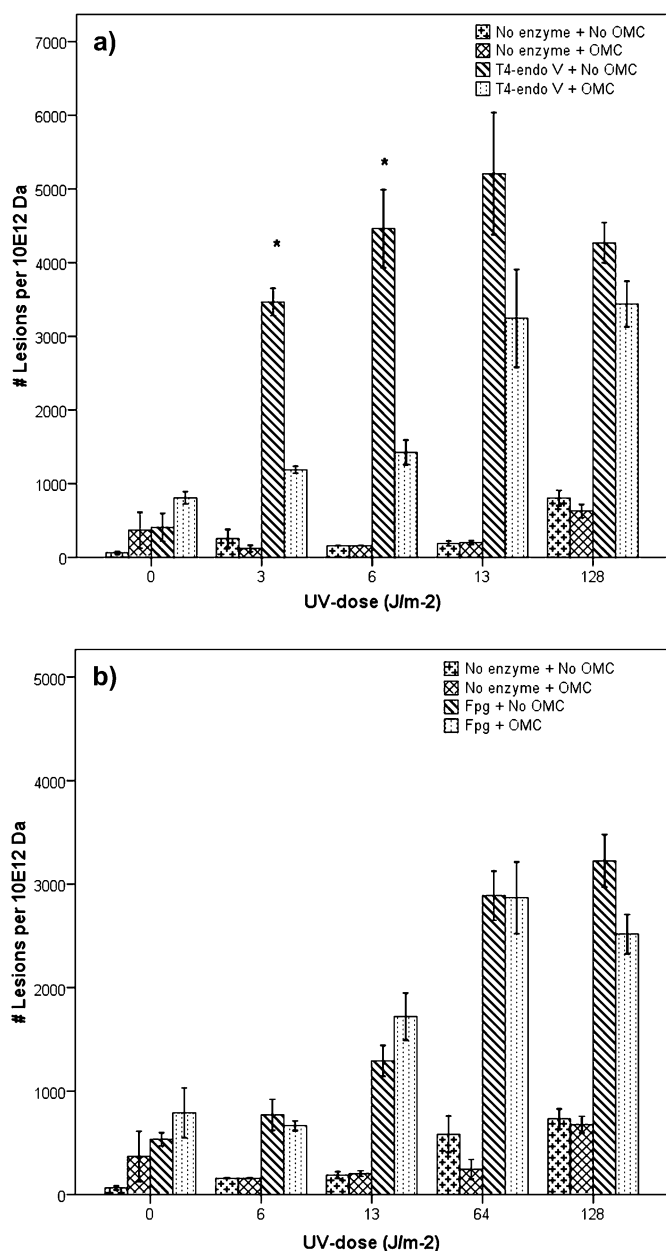 a)
No enzyme + No OMC
No enzyme + OMC
T4-endo V + No OMC
T4-endo V + OMC
7000
6000
5000
4000
3000
2000
1000
0
*
*
# Lesions per 10E12 Da
0 3 6 13 128
UV-dose (J/m-2)
b)
No enzyme + No OMC
No enzyme + OMC
Fpg + No OMC
Fpg + OMC
5000
4000
3000
2000
1000
0
# Lesions per 10E12 Da
0 6 13 64 128
UV-dose (J/m-2)